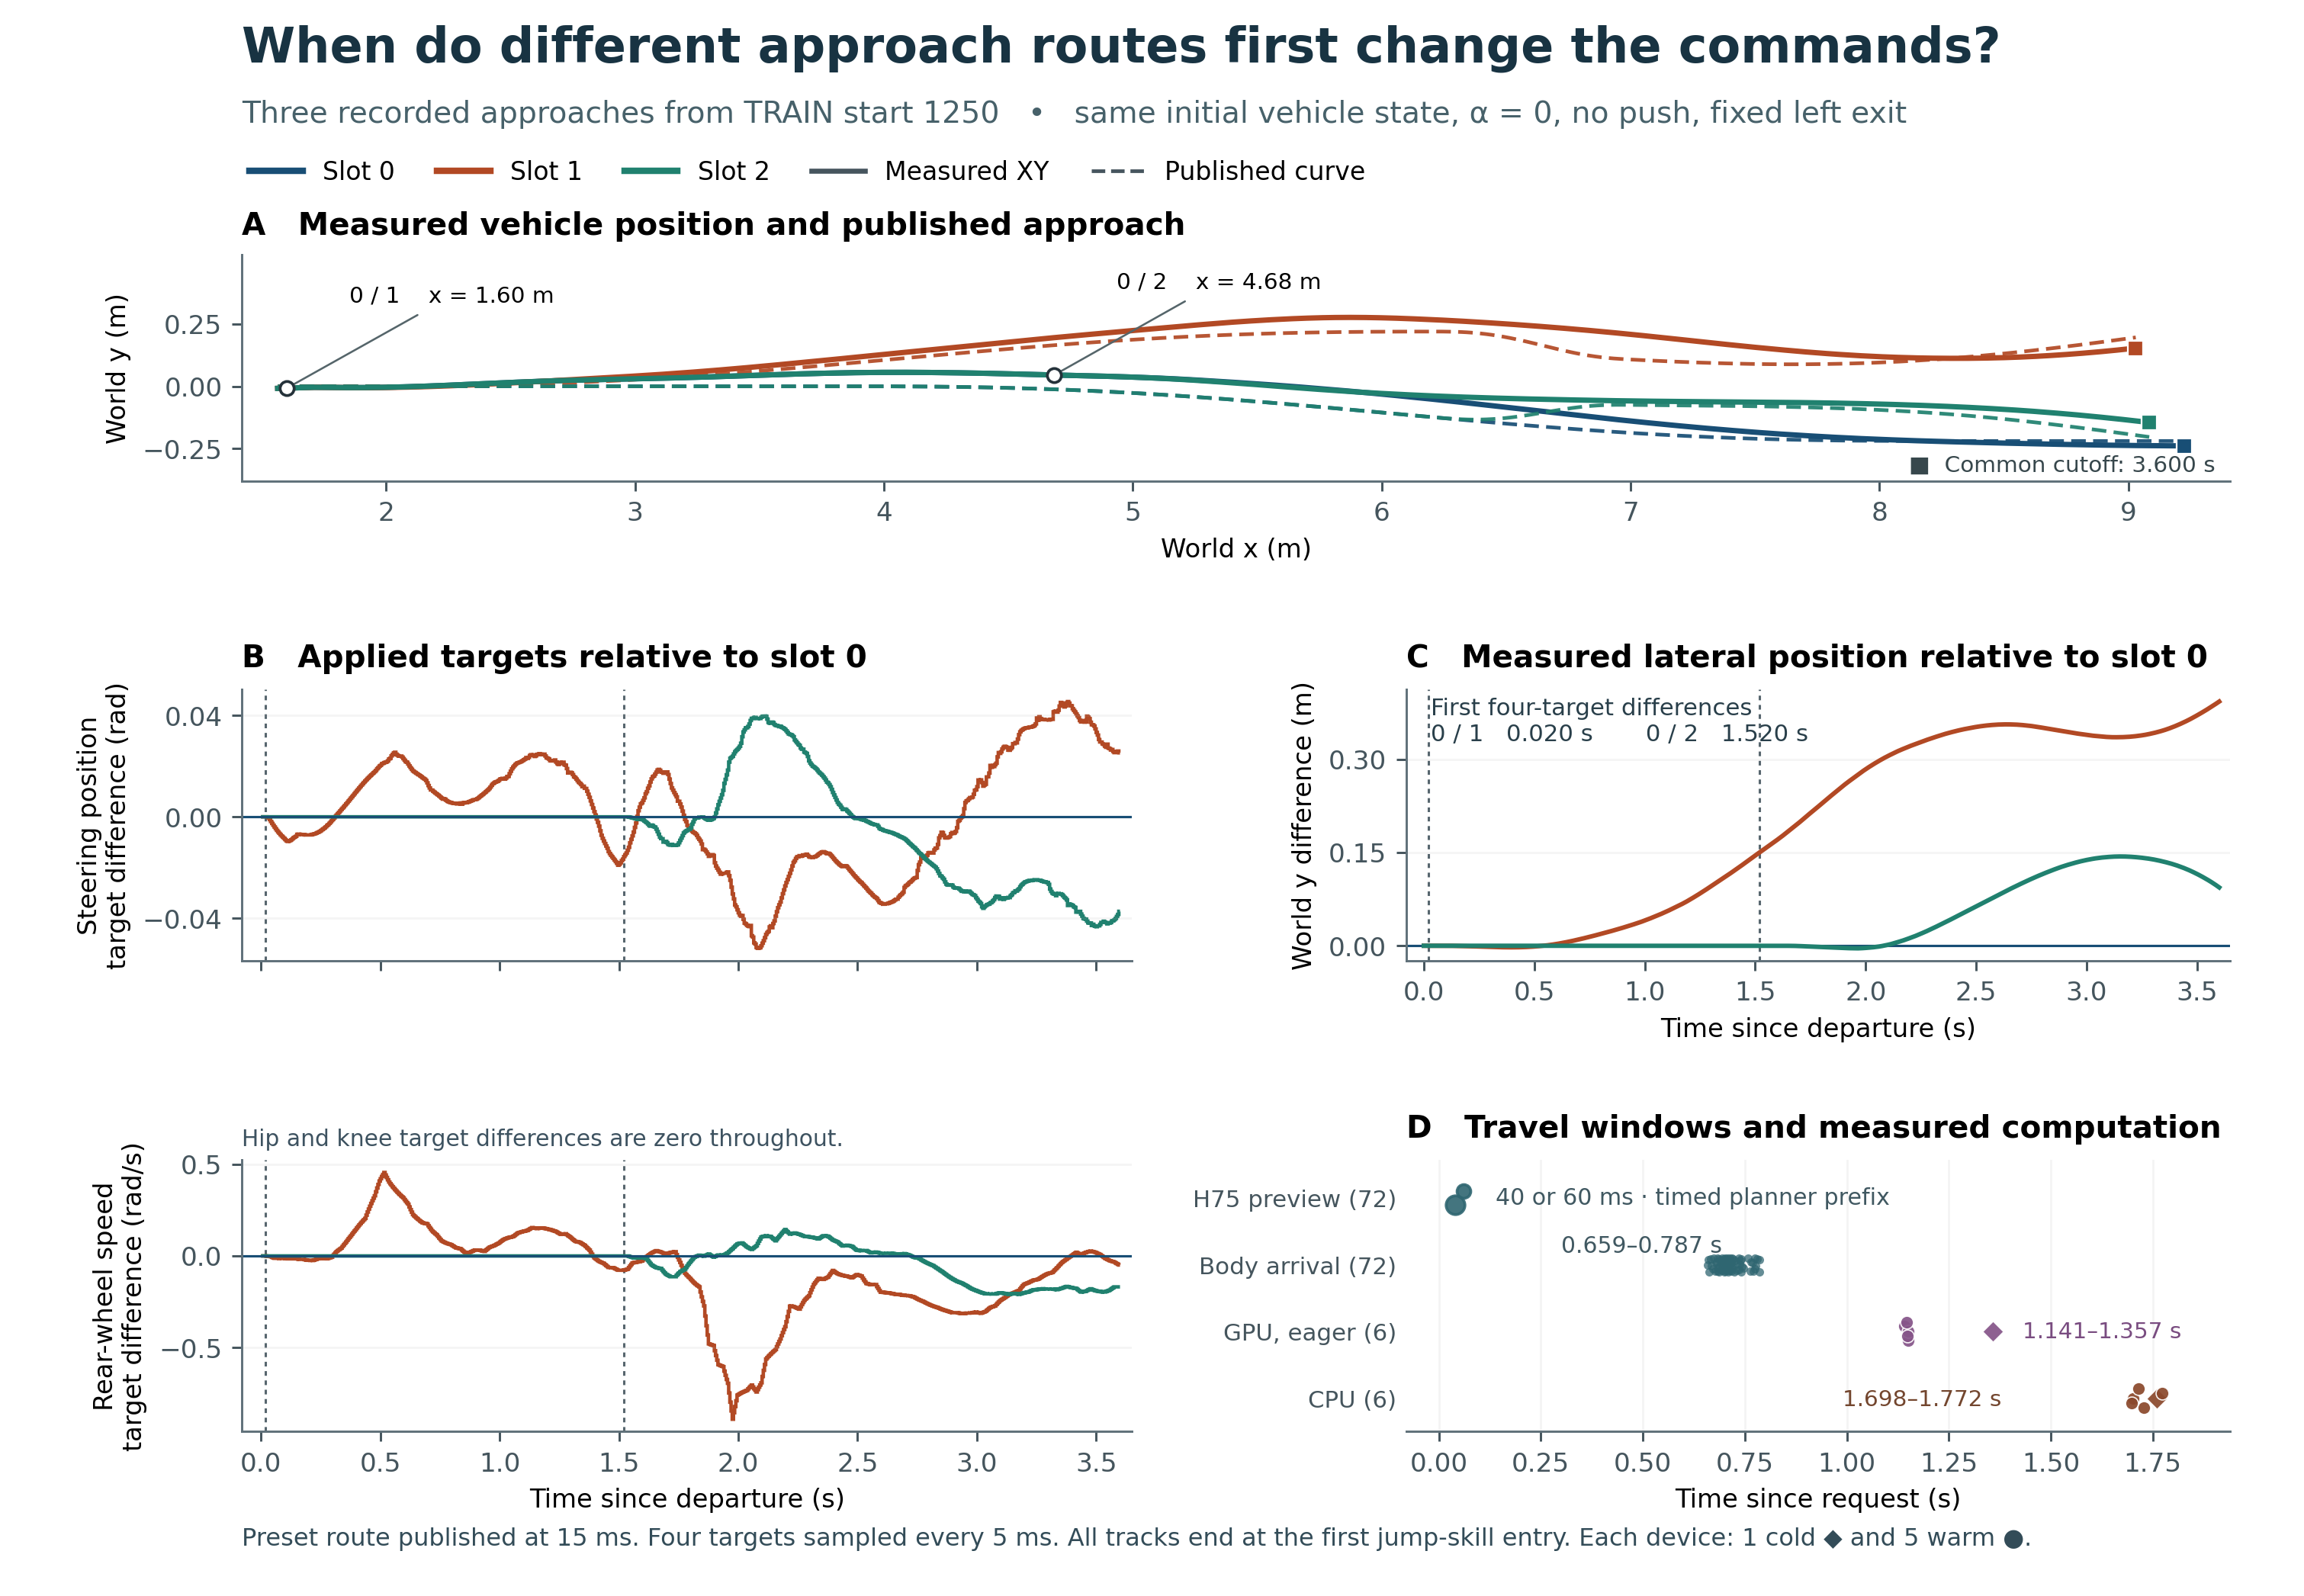 When do different approach routes first change the commands?
Three recorded approaches from TRAIN start 1250 • same initial vehicle state, α = 0, no push, fixed left exit
Slot 0 Slot 1 Slot 2 Measured XY Published curve
A Measured vehicle position and published approach
0 / 1 x = 1.60 m
0 / 2 x = 4.68 m
World y (m)
0.25
0.00
−0.25
■ Common cutoff: 3.600 s
2 3 4 5 6 7 8 9
World x (m)
B Applied targets relative to slot 0
Steering position
target difference (rad)
0.04
0.00
−0.04
C Measured lateral position relative to slot 0
First four-target differences
0 / 1 0.020 s 0 / 2 1.520 s
World y difference (m)
0.30
0.15
0.00
0.0 0.5 1.0 1.5 2.0 2.5 3.0 3.5
Time since departure (s)
Hip and knee target differences are zero throughout.
Rear-wheel speed
target difference (rad/s)
0.5
0.0
−0.5
0.0 0.5 1.0 1.5 2.0 2.5 3.0 3.5
Time since departure (s)
D Travel windows and measured computation
H75 preview (72) 40 or 60 ms · timed planner prefix
0.659–0.787 s
Body arrival (72)
GPU, eager (6) 1.141–1.357 s
CPU (6) 1.698–1.772 s
0.00 0.25 0.50 0.75 1.00 1.25 1.50 1.75
Time since request (s)
Preset route published at 15 ms. Four targets sampled every 5 ms. All tracks end at the first jump-skill entry. Each device: 1 cold ◆ and 5 warm ●.